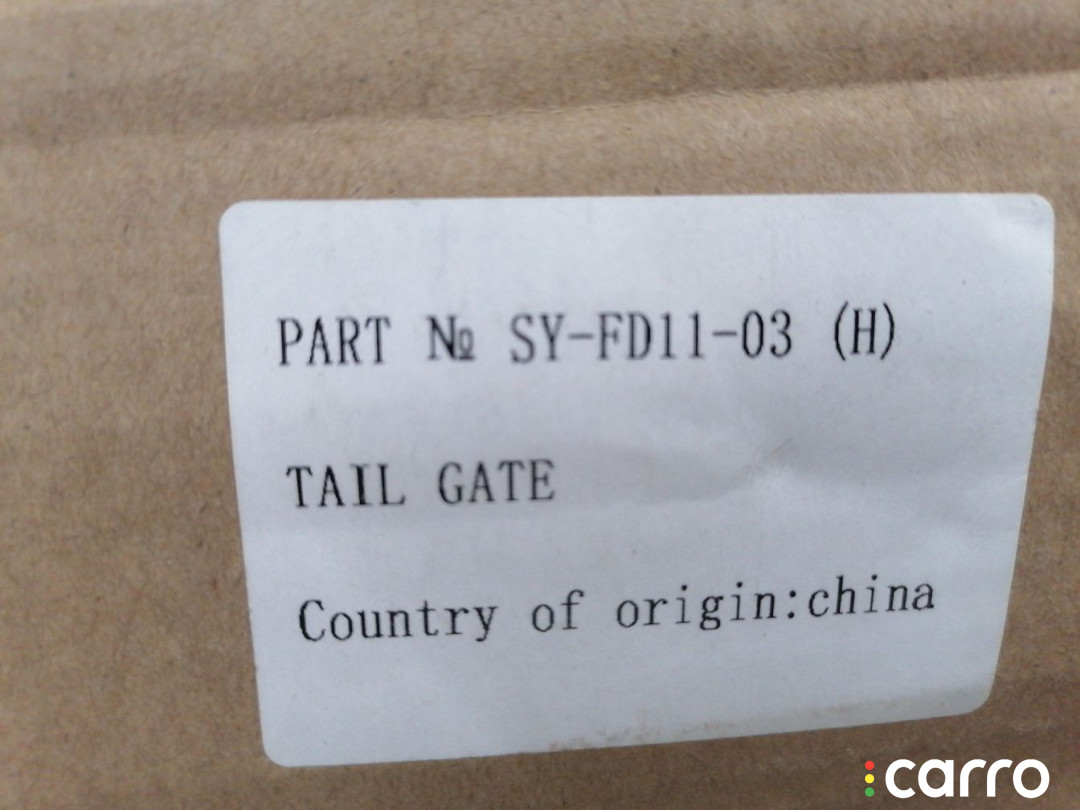 PART № SY-FD11-03 (H)
TAIL GATE
Country of origin:china
carro